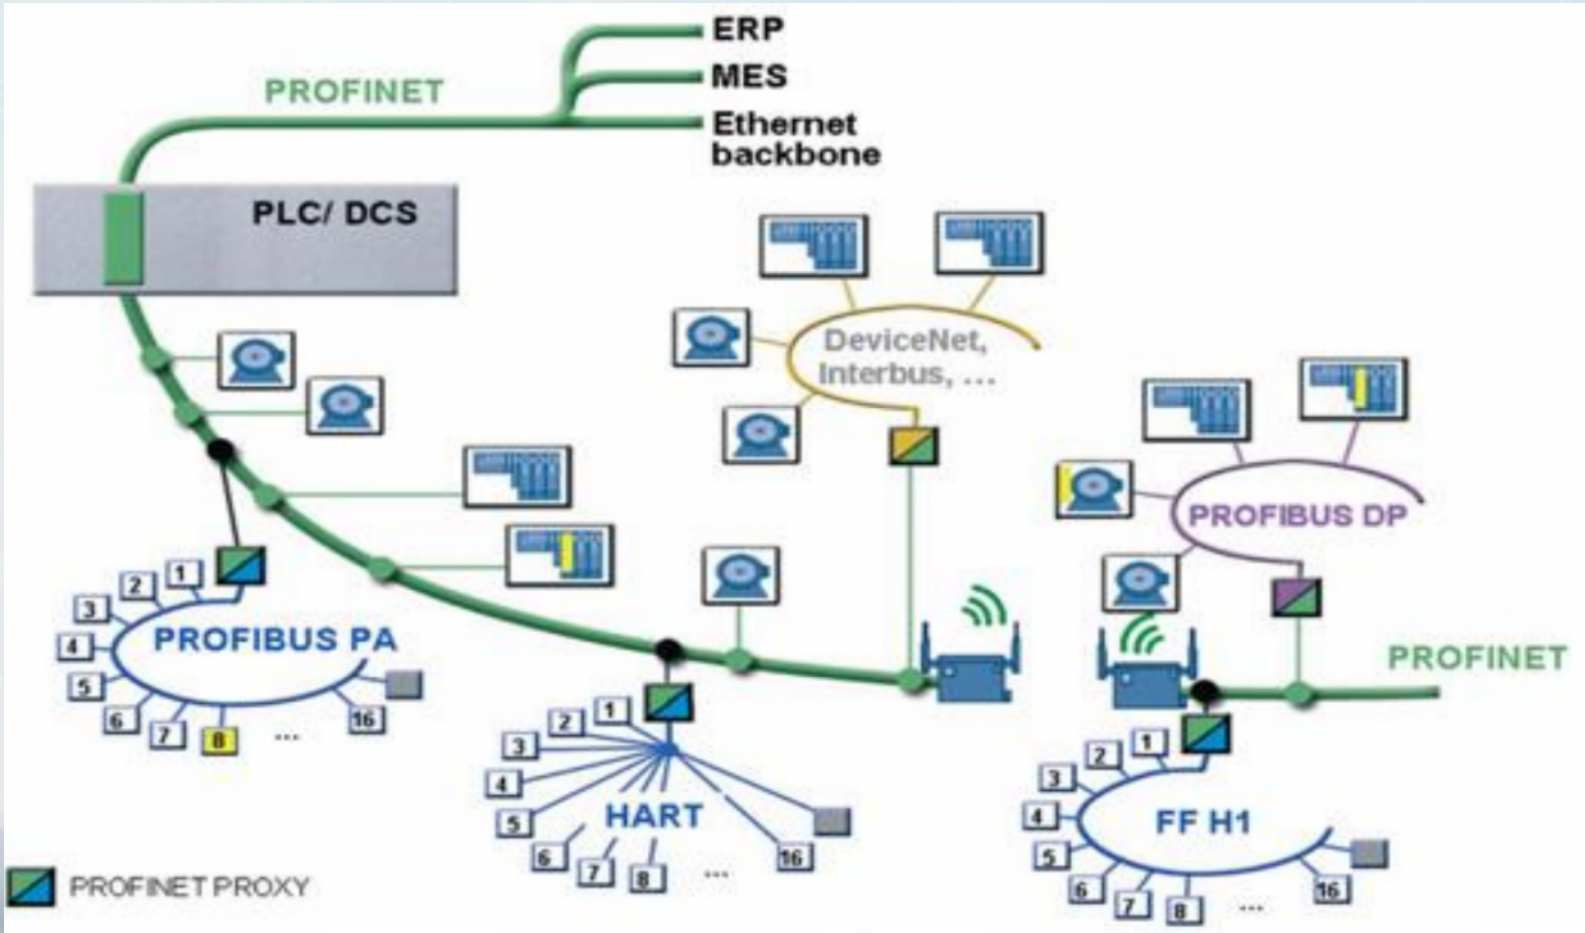 ERP
MES
PROFINET
Ethernet
backbone
PLC/ DCS
DeviceNet,
Interbus, ...
PROFIBUS DP
PROFIBUS PA
1
2
3
4
5
6
7
8
...
16
PROFINET
HART
1
2
3
4
5
6
7
8
...
16
FF H1
1
2
3
4
5
6
7
8
...
16
PROFINET PROXY